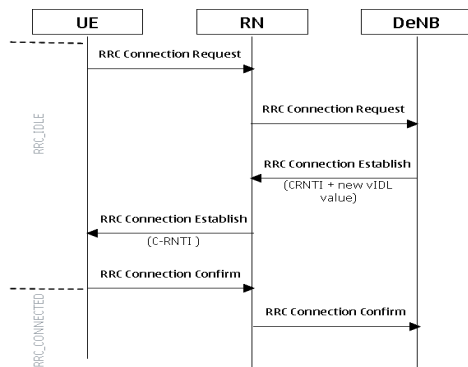 UE
RN
DeNB
RRC Connection Request
RRC Connection Request
RRC_IDLE
RRC Connection Establish
(CRNTI + new vIDL
value)
RRC Connection Establish
(C-RNTI )
RRC Connection Confirm
RRC Connection Confirm
RRC_CONNECTED